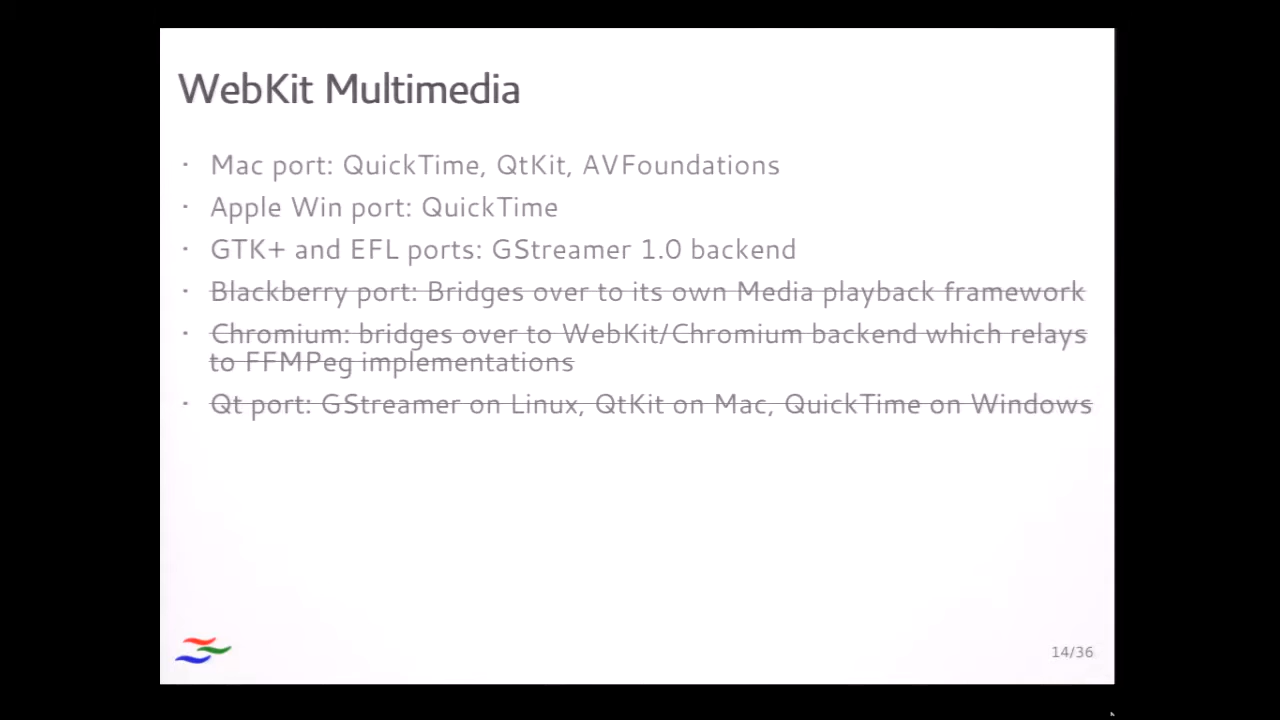 WebKit Multimedia
· Mac port: QuickTime, QtKit, AVFoundations
· Apple Win port: QuickTime
· GTK+ and EFL ports: GStreamer 1.0 backend
· Blackberry port: Bridges over to its own Media playback framework
· Chromium: bridges over to WebKit/Chromium backend which relays
to FFMPeg implementations
· Qt port: GStreamer on Linux, QtKit on Mac, QuickTime on Windows
14/36